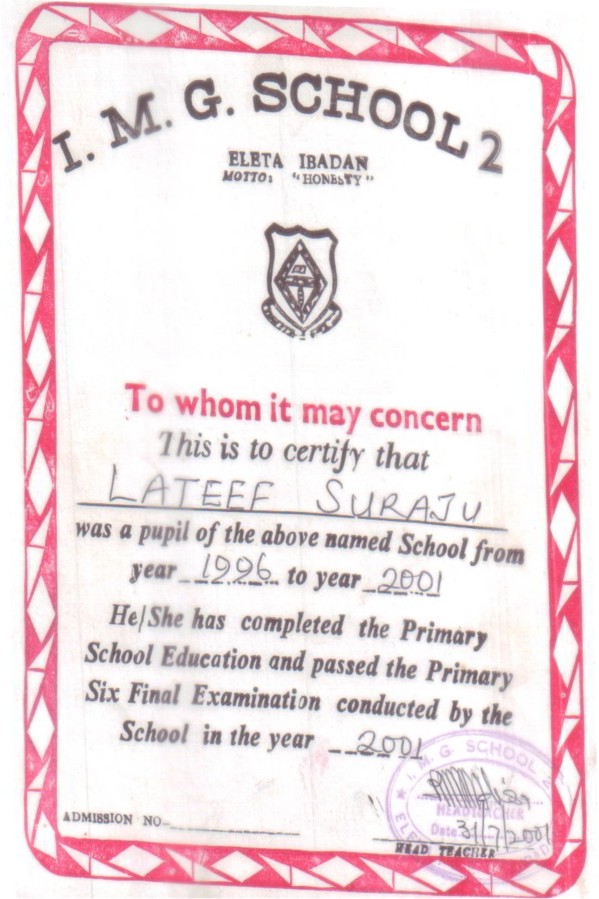 I. M. G. SCHOOL 2
ELETA IBADAN
MOTTO: "HONESTY"
To whom it may concern
This is to certify that
LATEEF SURAJU
was a pupil of the above named School from
year 1996 to year 2001
He/She has completed the Primary
School Education and passed the Primary
Six Final Examination conducted by the
School in the year 2001
I. M. G. SCHOOL 2
HEADTEACHER
Date 31/7/2001
ADMISSION NO
HEAD TEACHER